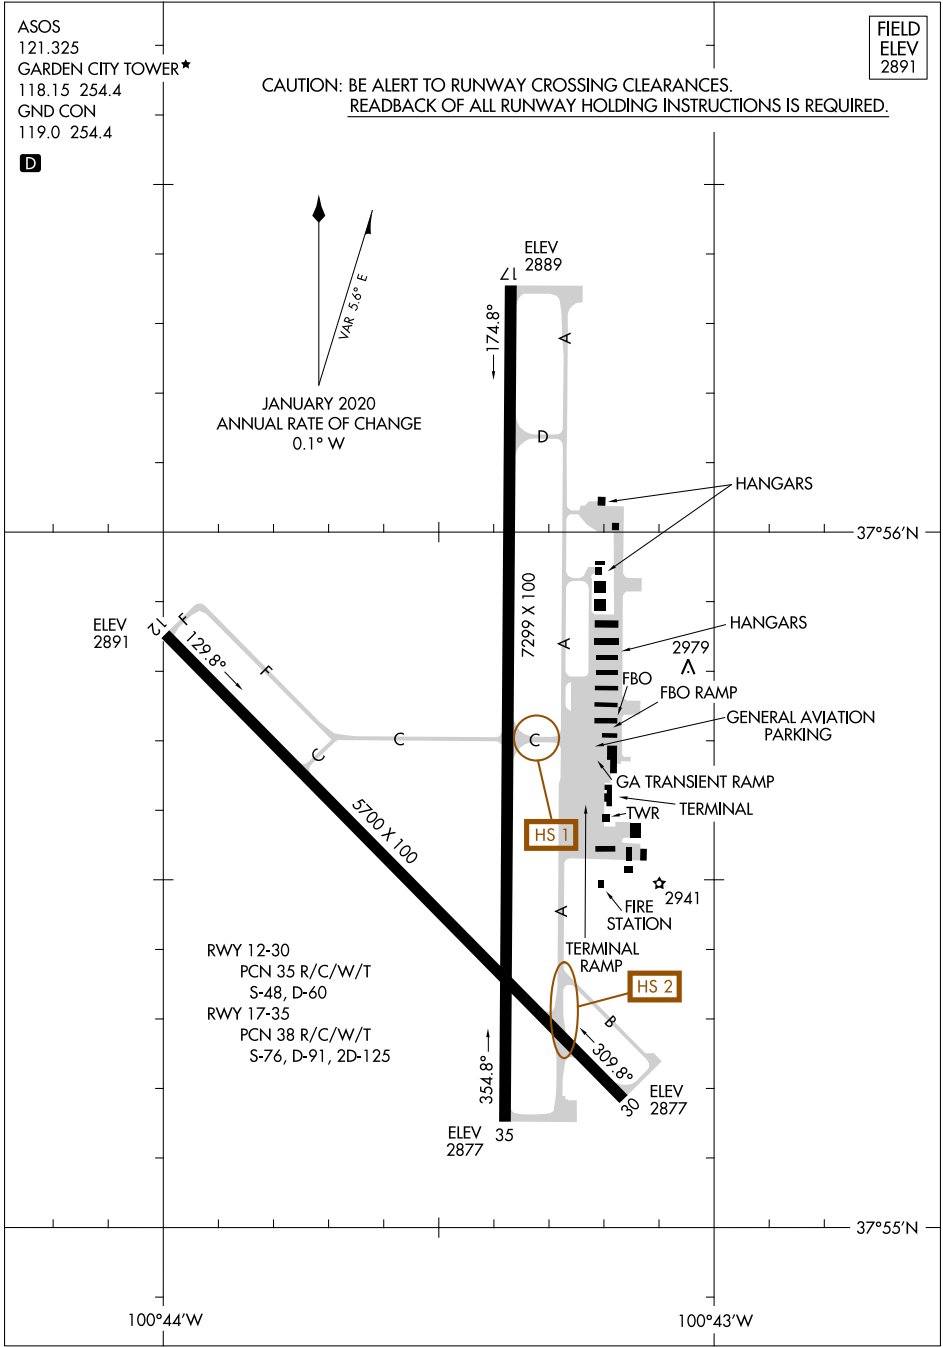 ASOS
121.325
GARDEN CITY TOWER★
118.15 254.4
GND CON
119.0 254.4
D
FIELD
ELEV
2891
CAUTION: BE ALERT TO RUNWAY CROSSING CLEARANCES.
READBACK OF ALL RUNWAY HOLDING INSTRUCTIONS IS REQUIRED.
VAR 5.6° E
JANUARY 2020
ANNUAL RATE OF CHANGE
0.1° W
ELEV
2889
17
174.8°
A
D
HANGARS
37°56'N
7299 X 100
ELEV
2891
12
F
129.8°
F
A
HANGARS
2979
FBO
FBO RAMP
GENERAL AVIATION
PARKING
C
C
C
GA TRANSIENT RAMP
TERMINAL
TWR
5700 X 100
HS 1
2941
FIRE
STATION
A
TERMINAL
RAMP
RWY 12-30
PCN 35 R/C/W/T
S-48, D-60
RWY 17-35
PCN 38 R/C/W/T
S-76, D-91, 2D-125
HS 2
B
309.8°
354.8°
ELEV
2877
30
ELEV
2877
35
37°55'N
100°44'W
100°43'W